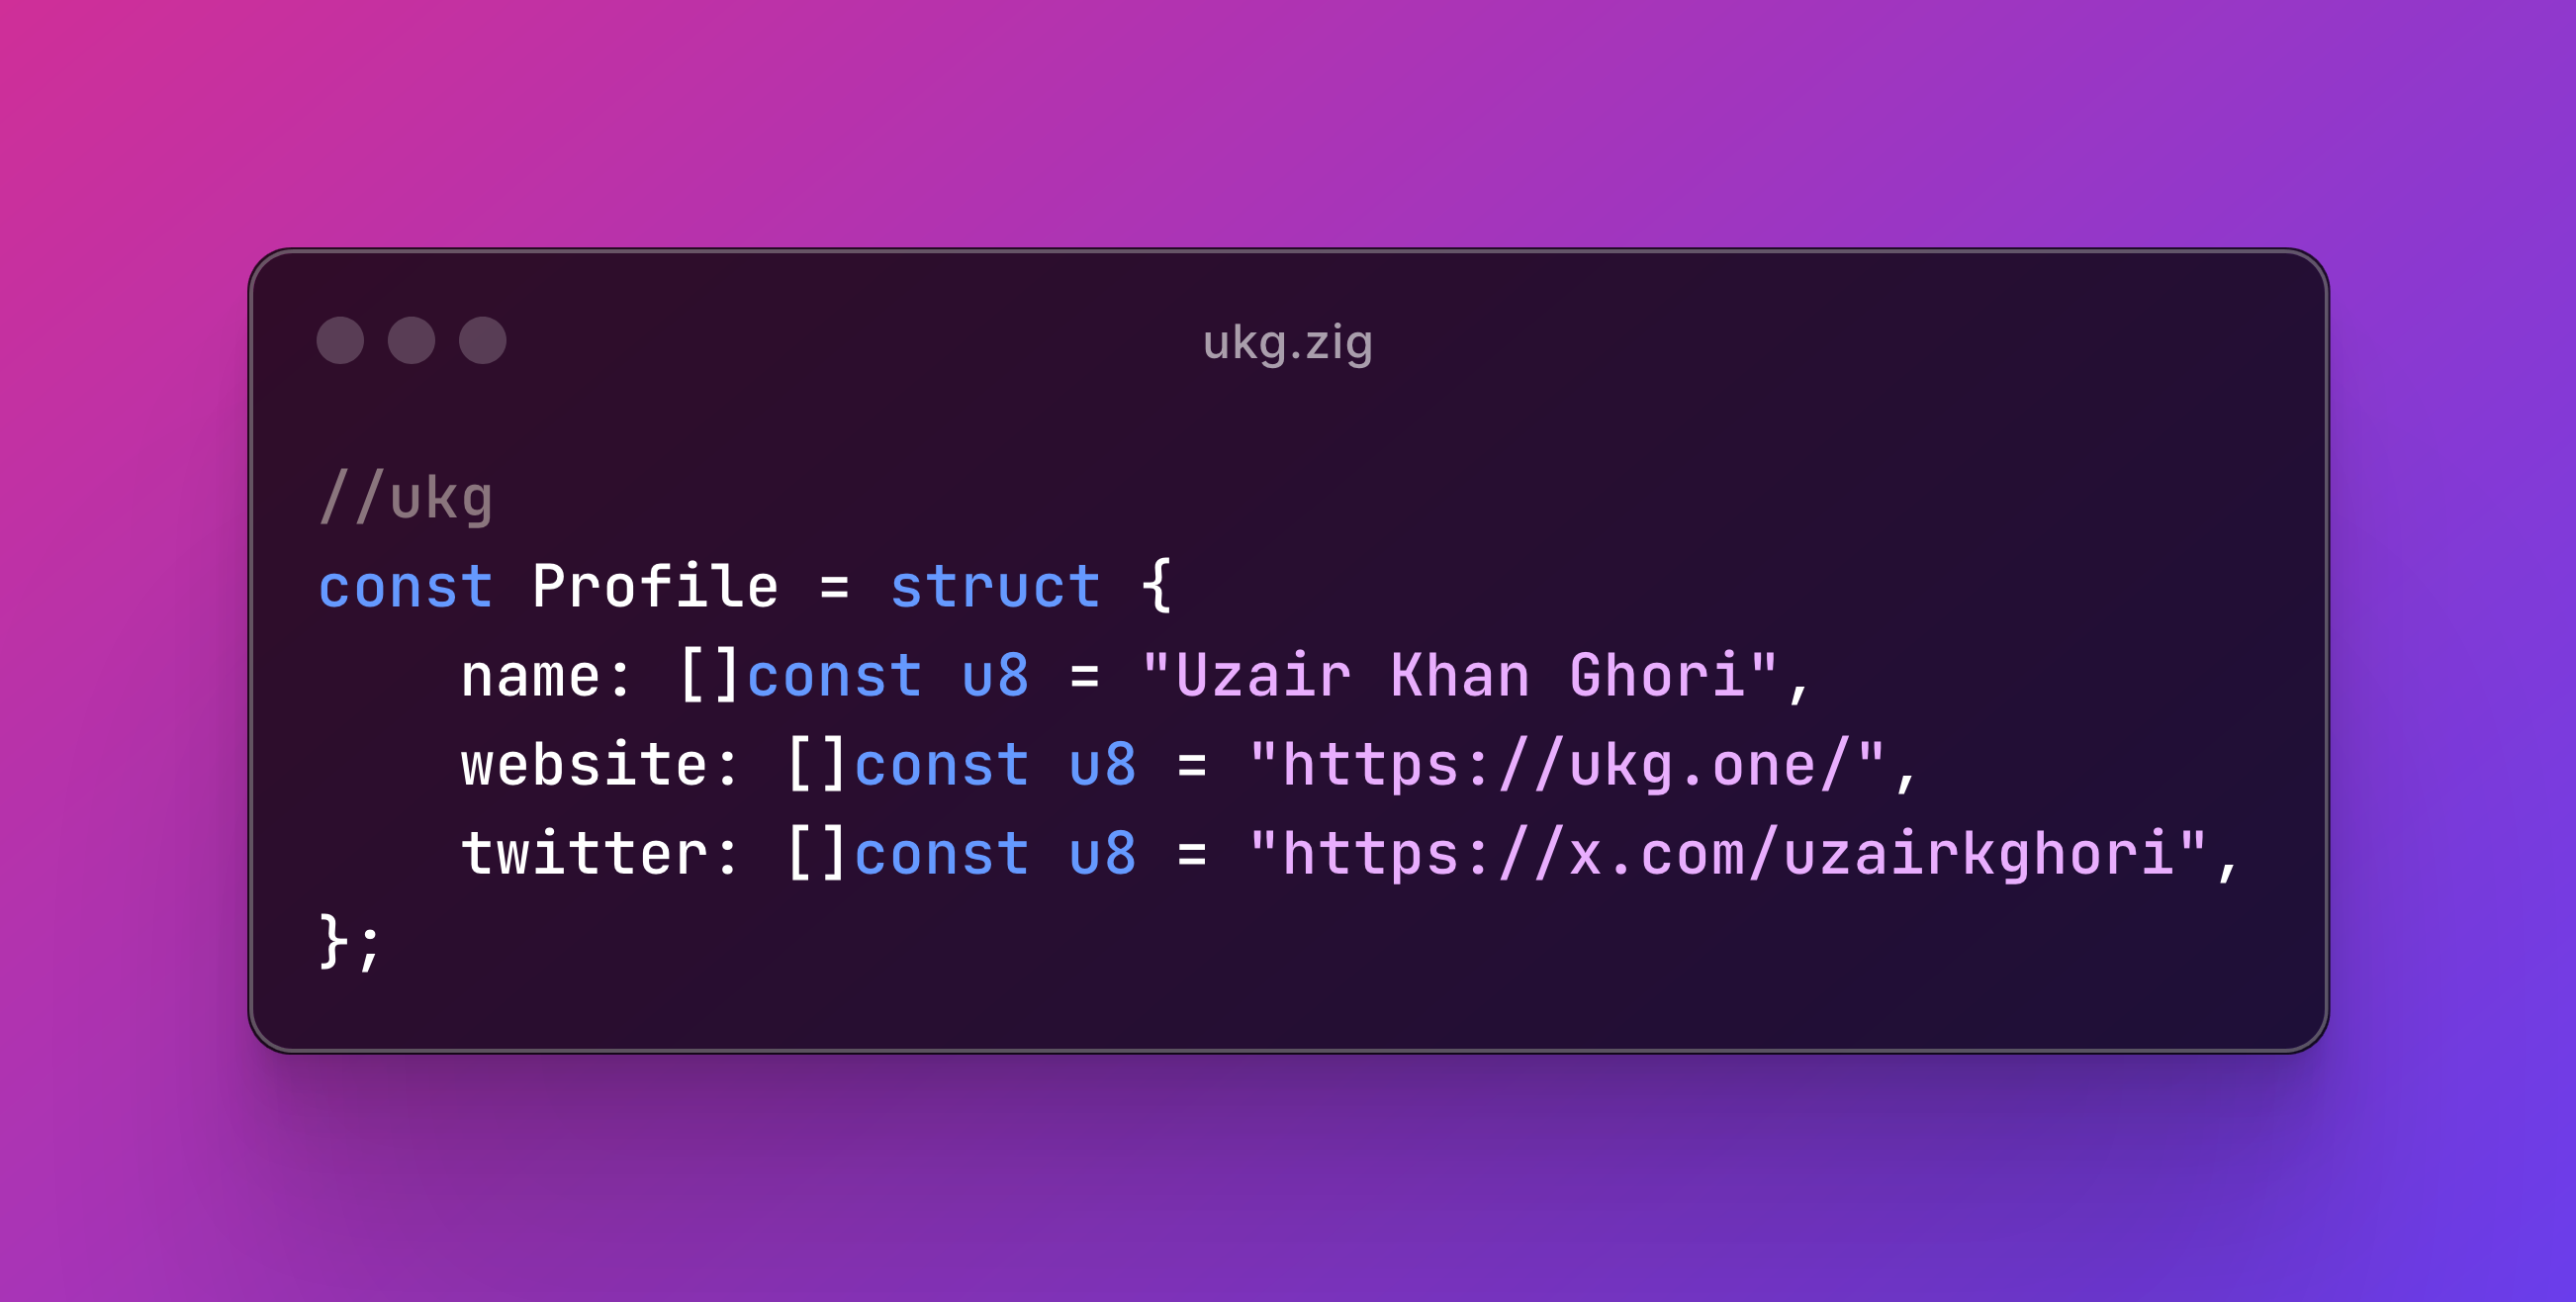 ukg.zig
//ukg
const Profile = struct {
    name: []const u8 = "Uzair Khan Ghori",
    website: []const u8 = "https://ukg.one/",
    twitter: []const u8 = "https://x.com/uzairkghori",
};